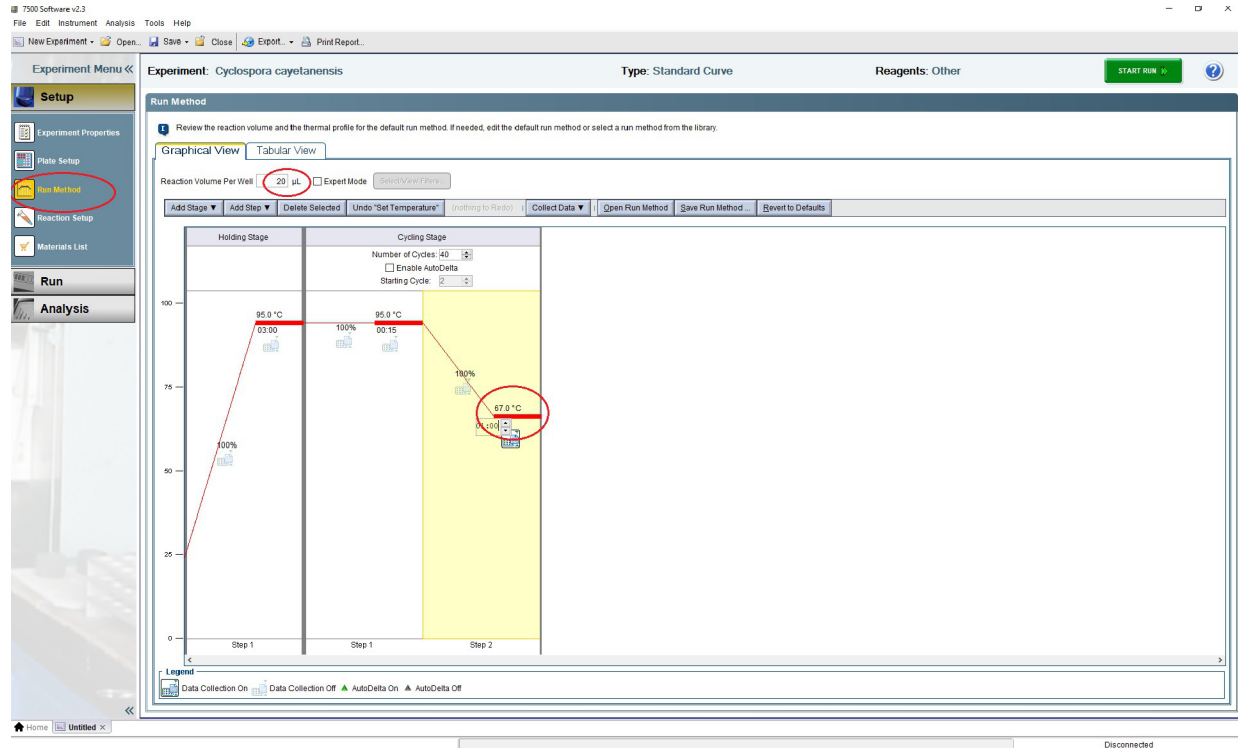 7500 Software v2.3
File Edit Instrument Analysis Tools Help
New Experiment Open... Save Close Export... Print Report...
Experiment Menu «
Experiment: Cyclospora cayetanensis Type: Standard Curve Reagents: Other START RUN
Setup
Run Method
Experiment Properties
Plate Setup
Run Method
Reaction Setup
Materials List
Run
Analysis
Review the reaction volume and the thermal profile for the default run method. If needed, edit the default run method or select a run method from the library.
Graphical View Tabular View
Reaction Volume Per Well 20 µL Expert Mode Select/View Filters...
Add Stage ▼ Add Step ▼ Delete Selected Undo "Set Temperature" (nothing to Redo) Collect Data ▼ Open Run Method Save Run Method ... Revert to Defaults
Holding Stage Cycling Stage
Number of Cycles: 40
Enable AutoDelta
Starting Cycle: 2
100
75
50
25
0
95.0 °C
03:00
100%
95.0 °C
100% 00:15
100%
67.0 °C
01:00
Step 1 Step 1 Step 2
Legend
Data Collection On Data Collection Off AutoDelta On AutoDelta Off
Home Untitled ×
Disconnected